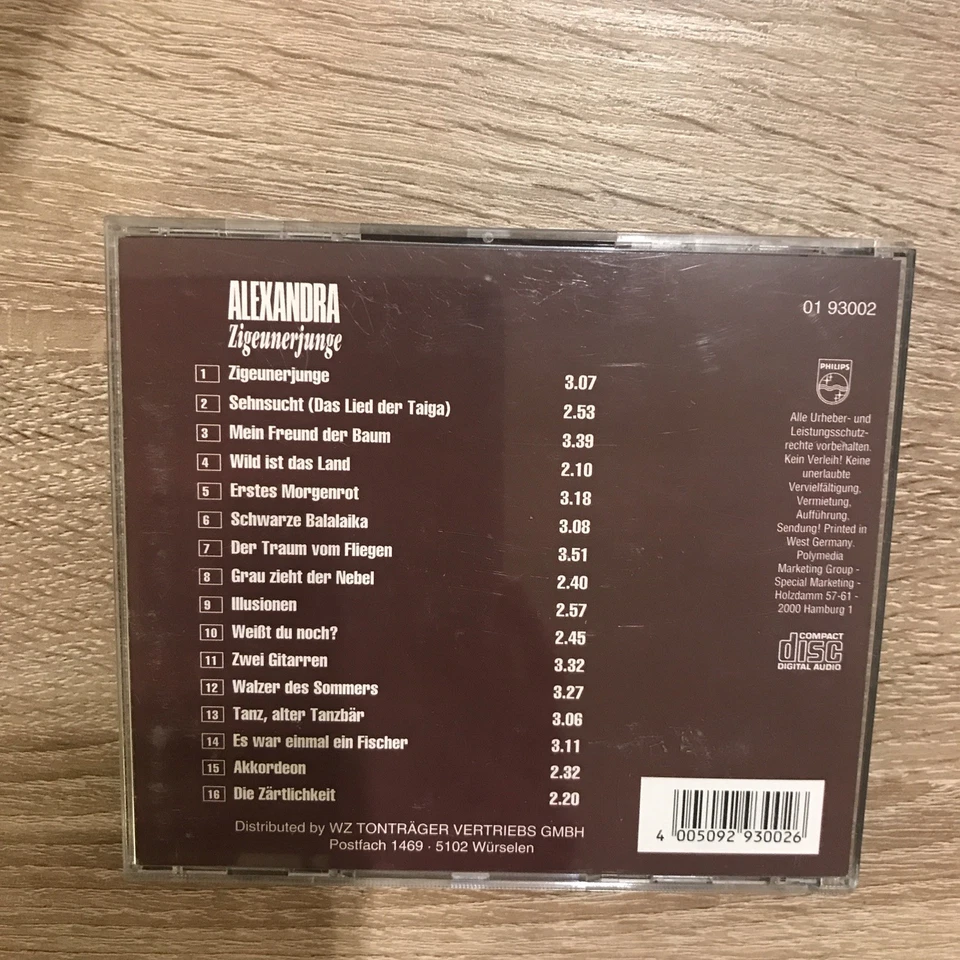 ALEXANDRA
Zigeunerjunge
01 93002
1 Zigeunerjunge 3.07
2 Sehnsucht (Das Lied der Taiga) 2.53
3 Mein Freund der Baum 3.39
4 Wild ist das Land 2.10
5 Erstes Morgenrot 3.18
6 Schwarze Balalaika 3.08
7 Der Traum vom Fliegen 3.51
8 Grau zieht der Nebel 2.40
9 Illusionen 2.57
10 Weißt du noch? 2.45
11 Zwei Gitarren 3.32
12 Walzer des Sommers 3.27
13 Tanz, alter Tanzbär 3.06
14 Es war einmal ein Fischer 3.11
15 Akkordeon 2.32
16 Die Zärtlichkeit 2.20
Distributed by WZ TONTRÄGER VERTRIEBS GMBH
Postfach 1469 · 5102 Würselen
PHILIPS
Alle Urheber- und
Leistungsschutz-
rechte vorbehalten.
Kein Verleih! Keine
unerlaubte
Vervielfältigung,
Vermietung,
Aufführung,
Sendung! Printed in
West Germany.
Polymedia
Marketing Group -
Special Marketing -
Holzdamm 57-61 -
2000 Hamburg 1
COMPACT
disc
DIGITAL AUDIO
4 005092 930026